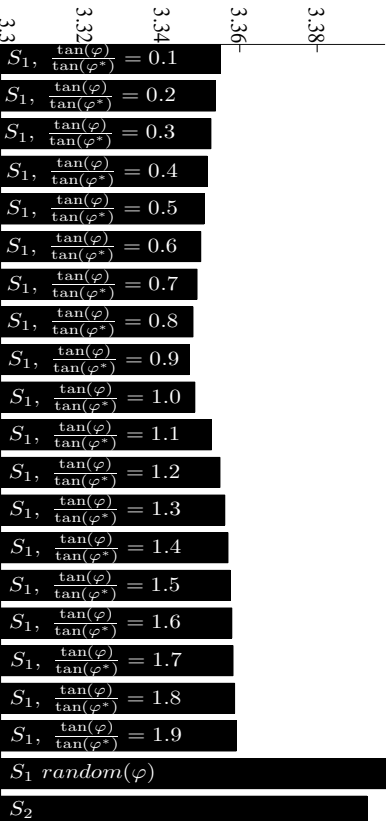 3.3 3.32 3.34 3.36 3.38
S₁, tan(φ)/tan(φ*) = 0.1
S₁, tan(φ)/tan(φ*) = 0.2
S₁, tan(φ)/tan(φ*) = 0.3
S₁, tan(φ)/tan(φ*) = 0.4
S₁, tan(φ)/tan(φ*) = 0.5
S₁, tan(φ)/tan(φ*) = 0.6
S₁, tan(φ)/tan(φ*) = 0.7
S₁, tan(φ)/tan(φ*) = 0.8
S₁, tan(φ)/tan(φ*) = 0.9
S₁, tan(φ)/tan(φ*) = 1.0
S₁, tan(φ)/tan(φ*) = 1.1
S₁, tan(φ)/tan(φ*) = 1.2
S₁, tan(φ)/tan(φ*) = 1.3
S₁, tan(φ)/tan(φ*) = 1.4
S₁, tan(φ)/tan(φ*) = 1.5
S₁, tan(φ)/tan(φ*) = 1.6
S₁, tan(φ)/tan(φ*) = 1.7
S₁, tan(φ)/tan(φ*) = 1.8
S₁, tan(φ)/tan(φ*) = 1.9
S₁ random(φ)
S₂